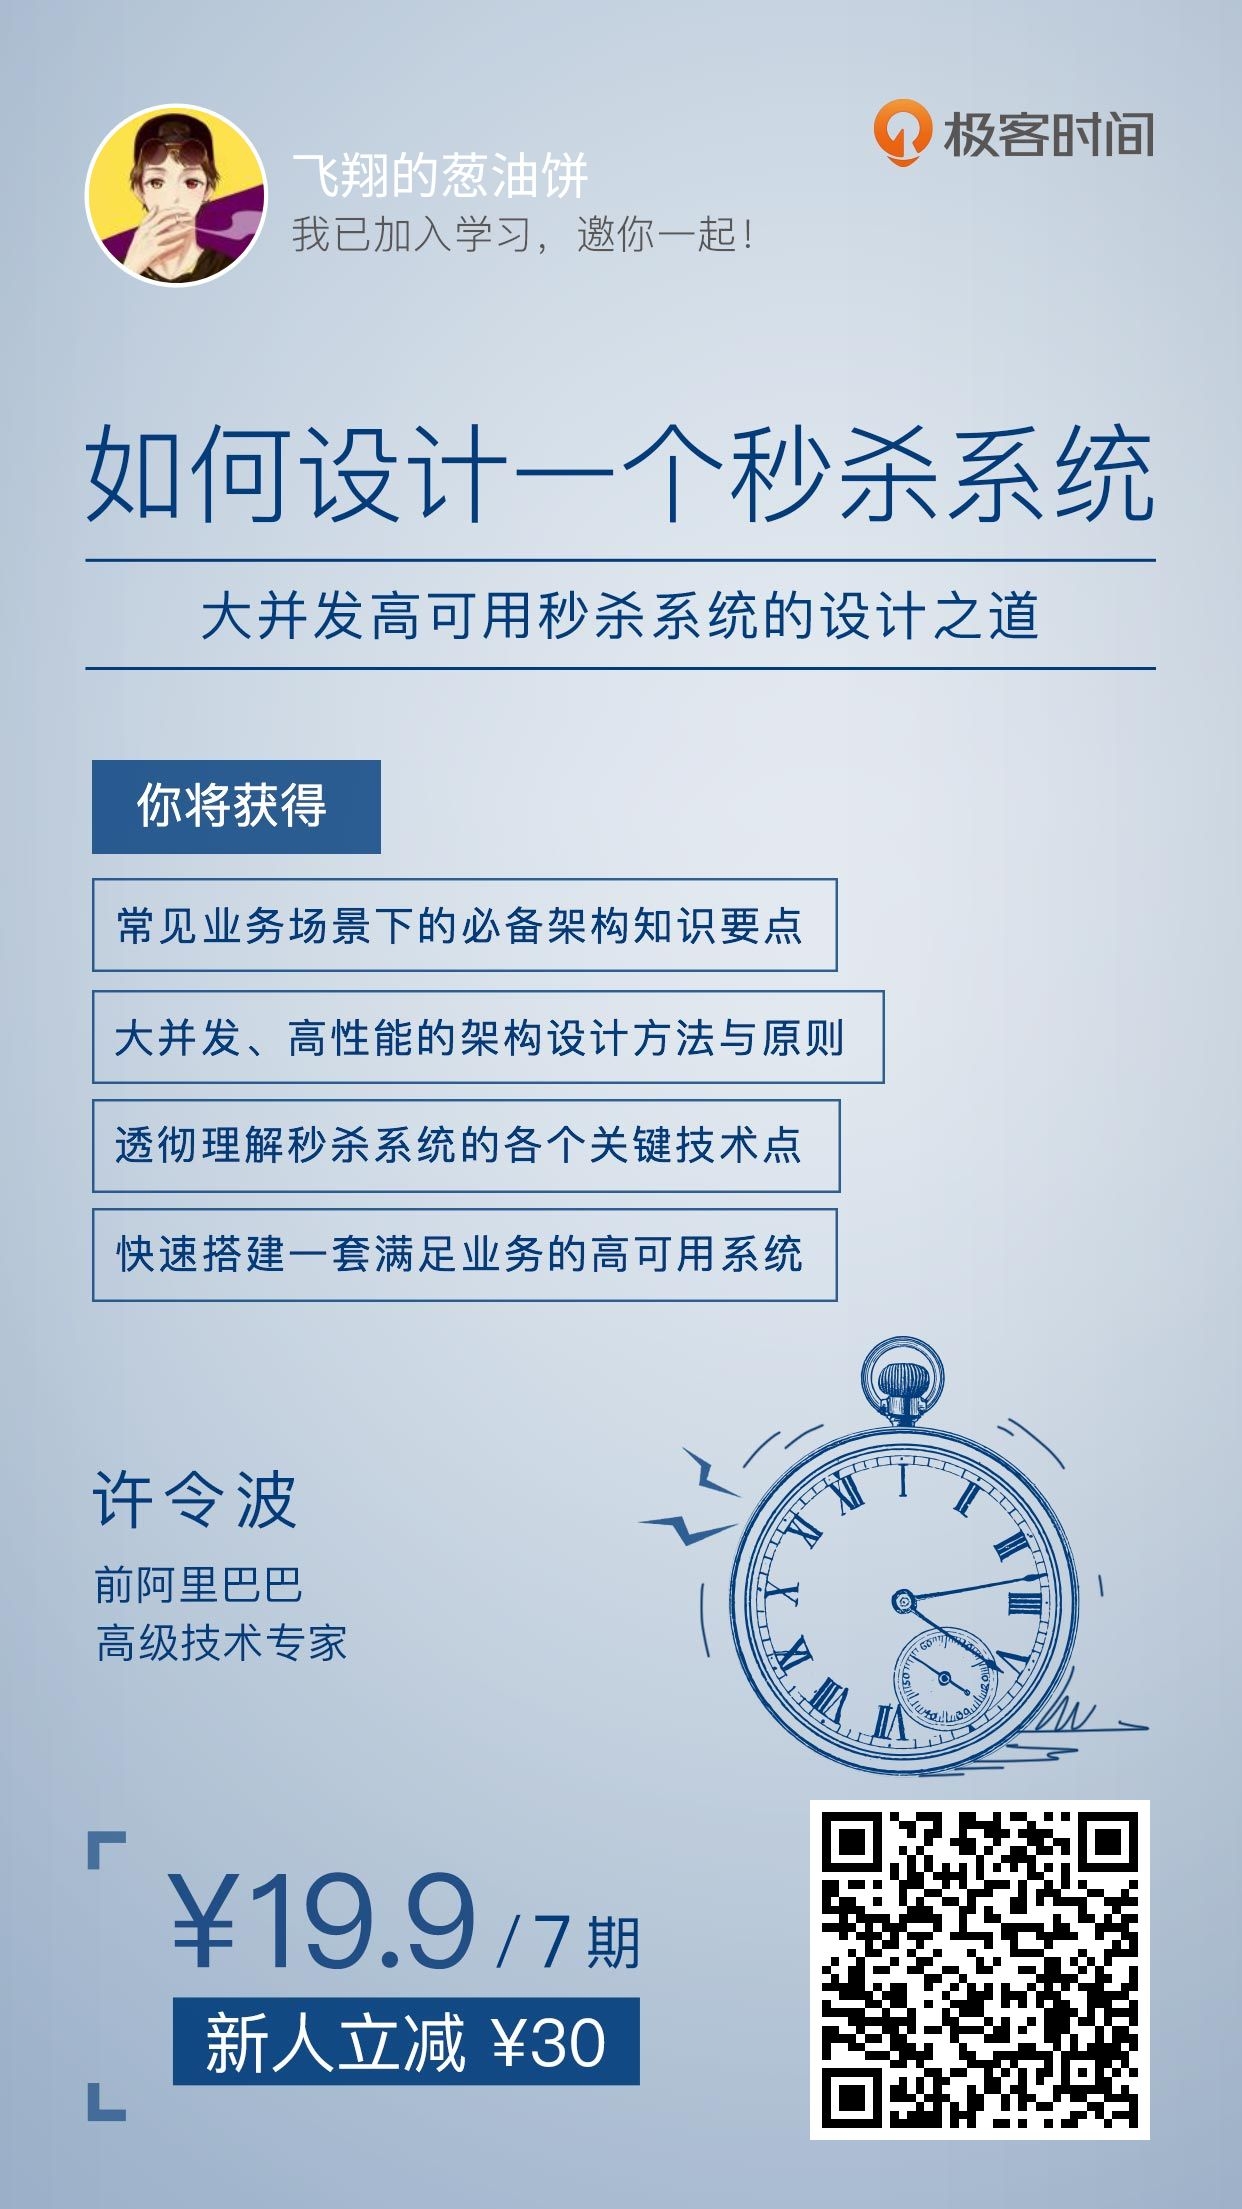 极客时间
飞翔的葱油饼
我已加入学习，邀你一起！
如何设计一个秒杀系统
大并发高可用秒杀系统的设计之道
你将获得
常见业务场景下的必备架构知识要点
大并发、高性能的架构设计方法与原则
透彻理解秒杀系统的各个关键技术点
快速搭建一套满足业务的高可用系统
许令波
前阿里巴巴
高级技术专家
¥19.9 / 7 期
新人立减 ¥30